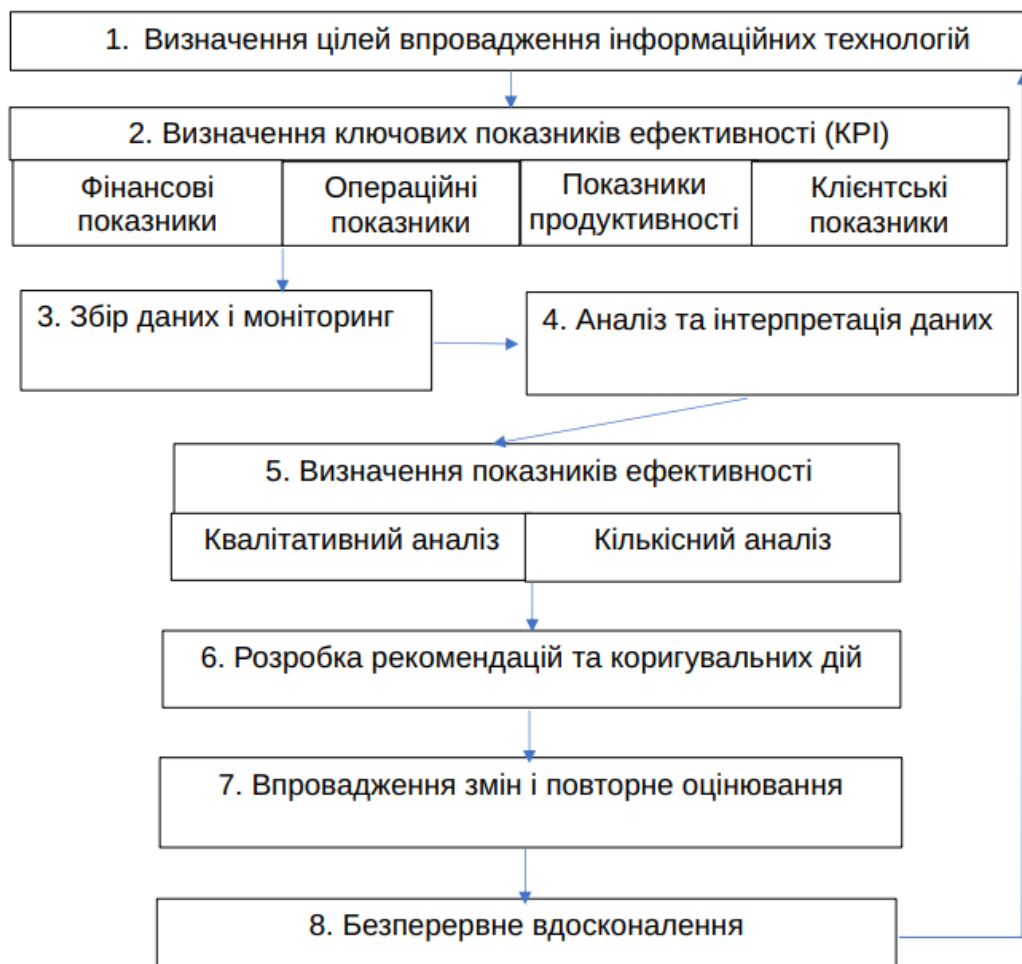 1. Визначення цілей впровадження інформаційних технологій
2. Визначення ключових показників ефективності (КРІ)
Фінансові
показники
Операційні
показники
Показники
продуктивності
Клієнтські
показники
3. Збір даних і моніторинг
4. Аналіз та інтерпретація даних
5. Визначення показників ефективності
Квалітативний аналіз
Кількісний аналіз
6. Розробка рекомендацій та коригувальних дій
7. Впровадження змін і повторне оцінювання
8. Безперервне вдосконалення